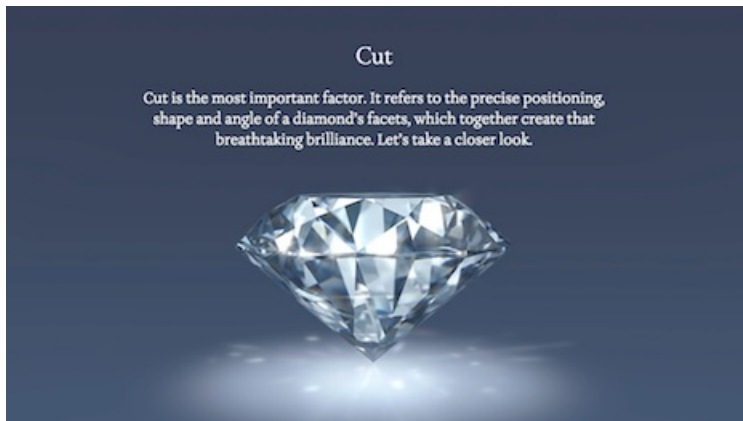 Cut
Cut is the most important factor. It refers to the precise positioning,
shape and angle of a diamond's facets, which together create that
breathtaking brilliance. Let's take a closer look.